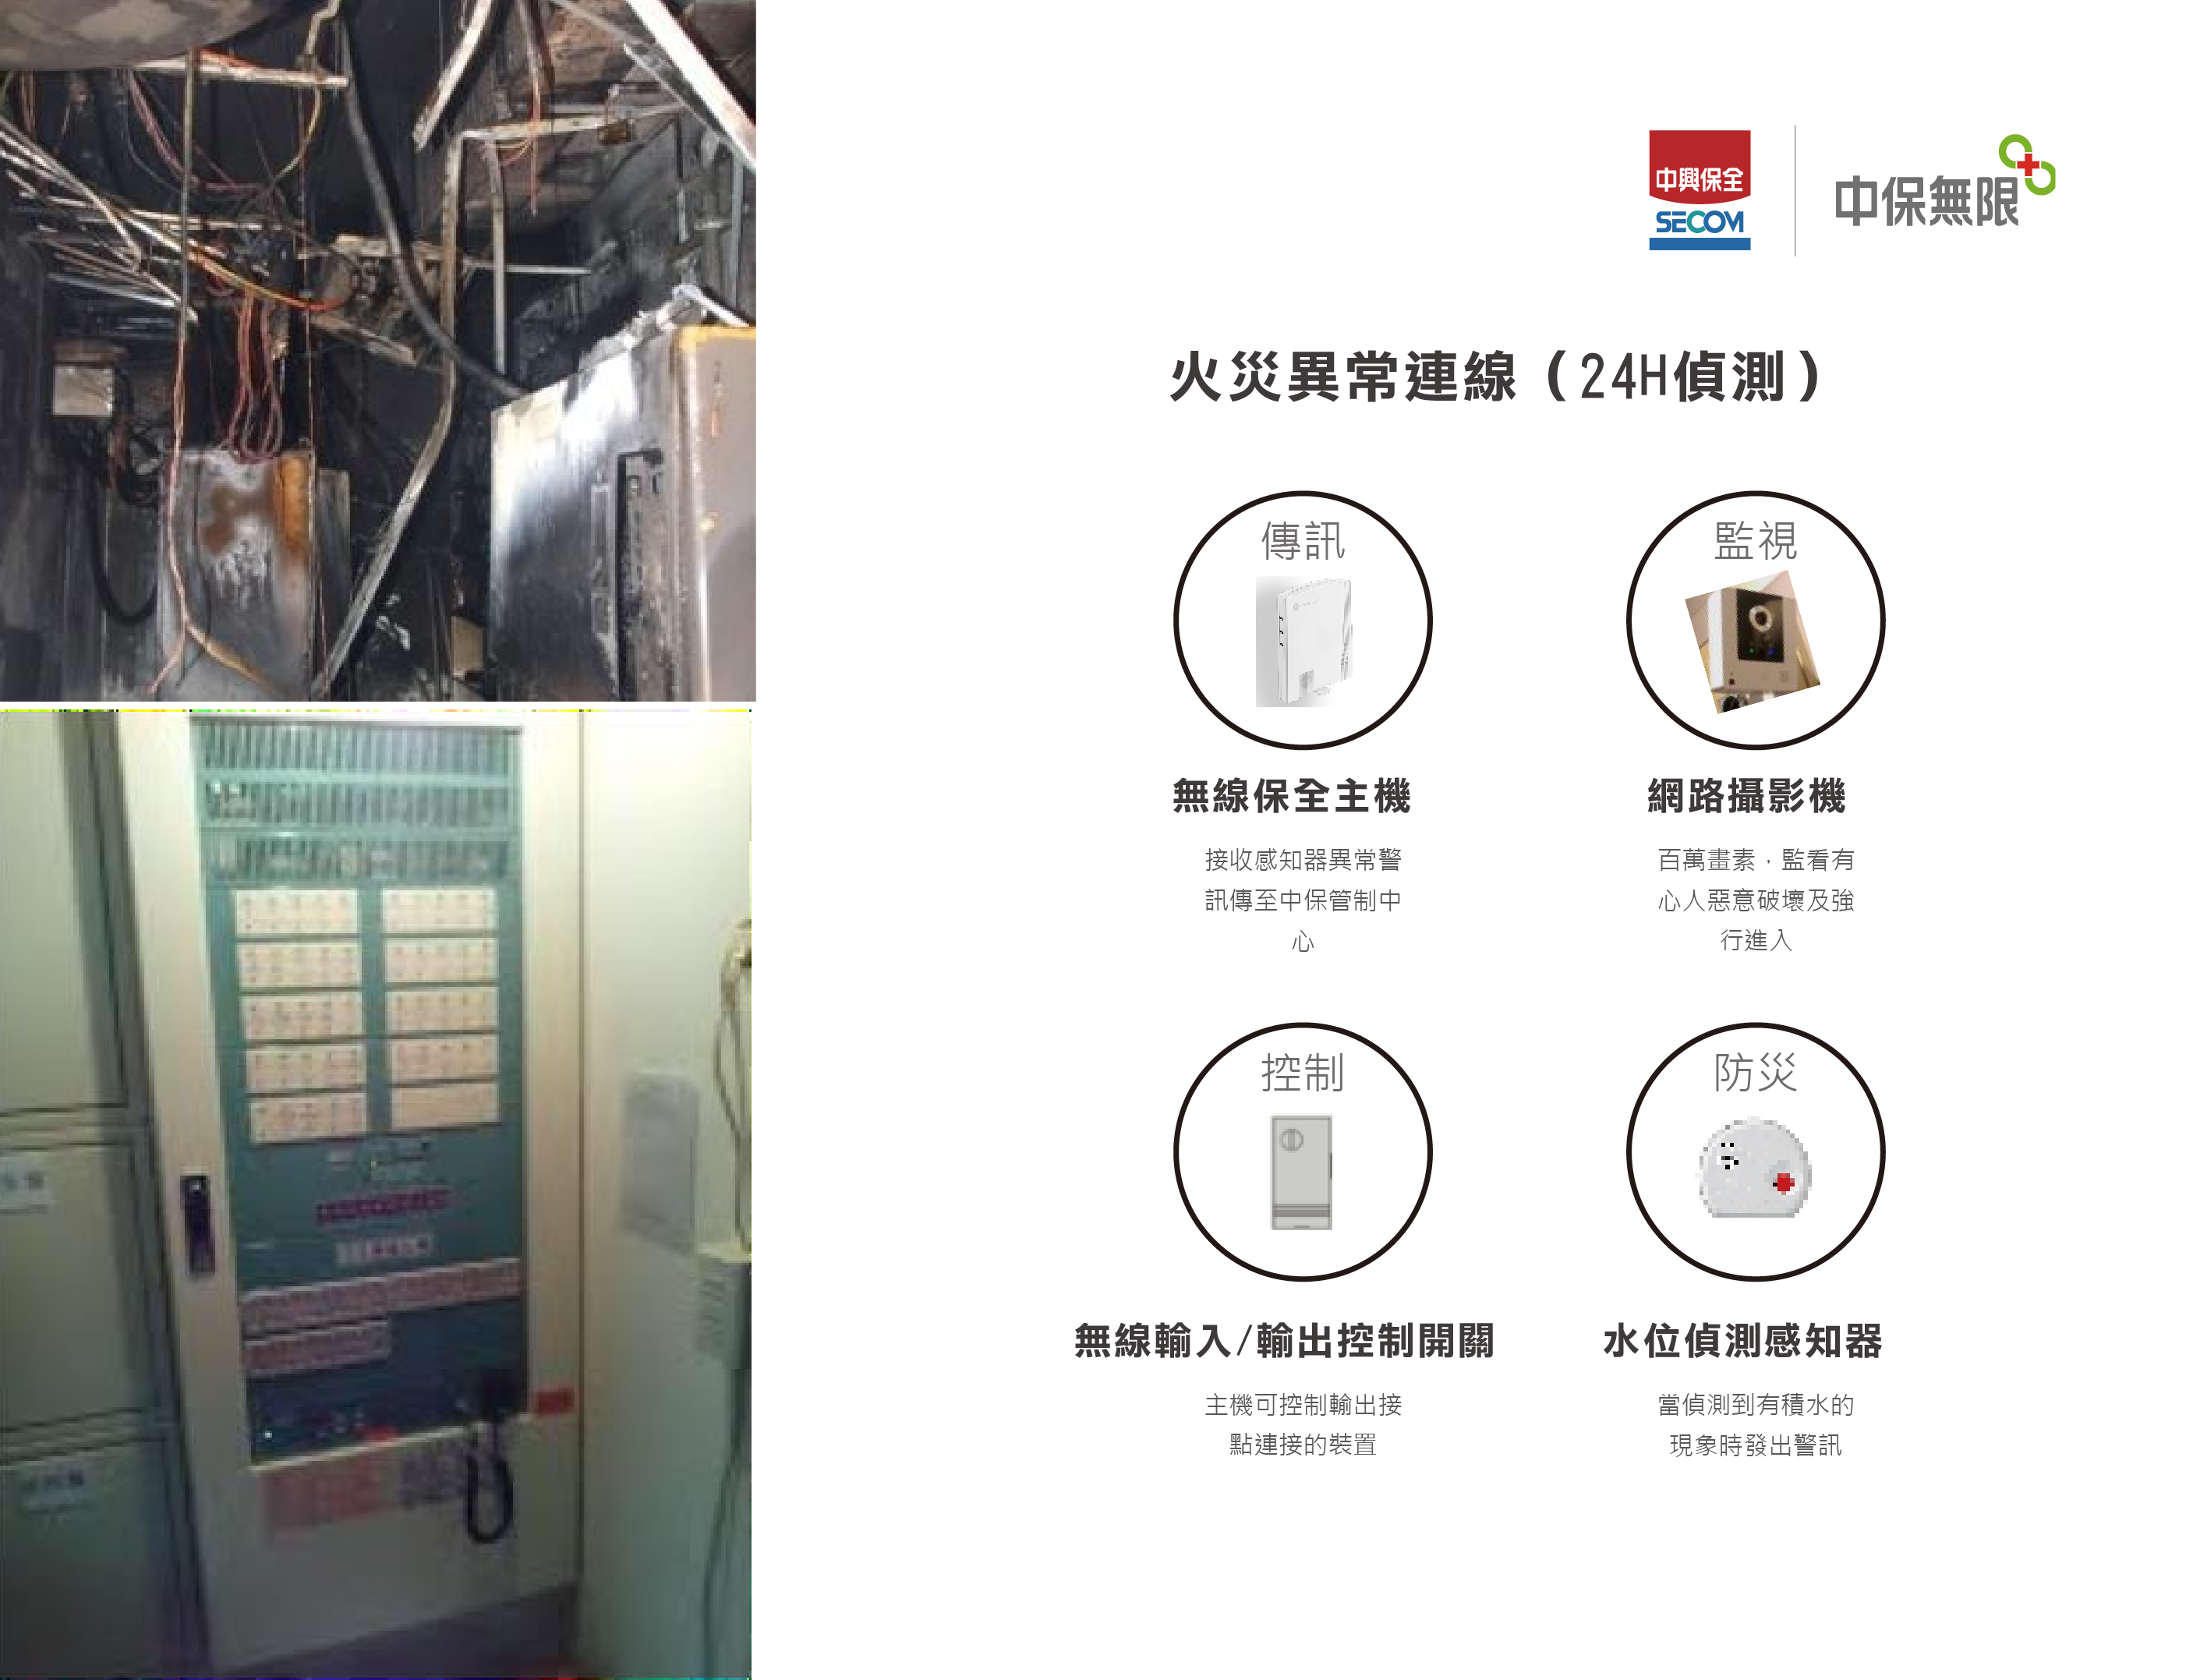 中興保全
SECOM
中保無限
火災異常連線（24H偵測）
傳訊
無線保全主機
接收感知器異常警
訊傳至中保管制中
心
監視
網路攝影機
百萬畫素，監看有
心人惡意破壞及強
行進入
控制
無線輸入/輸出控制開關
主機可控制輸出接
點連接的裝置
防災
水位偵測感知器
當偵測到有積水的
現象時發出警訊